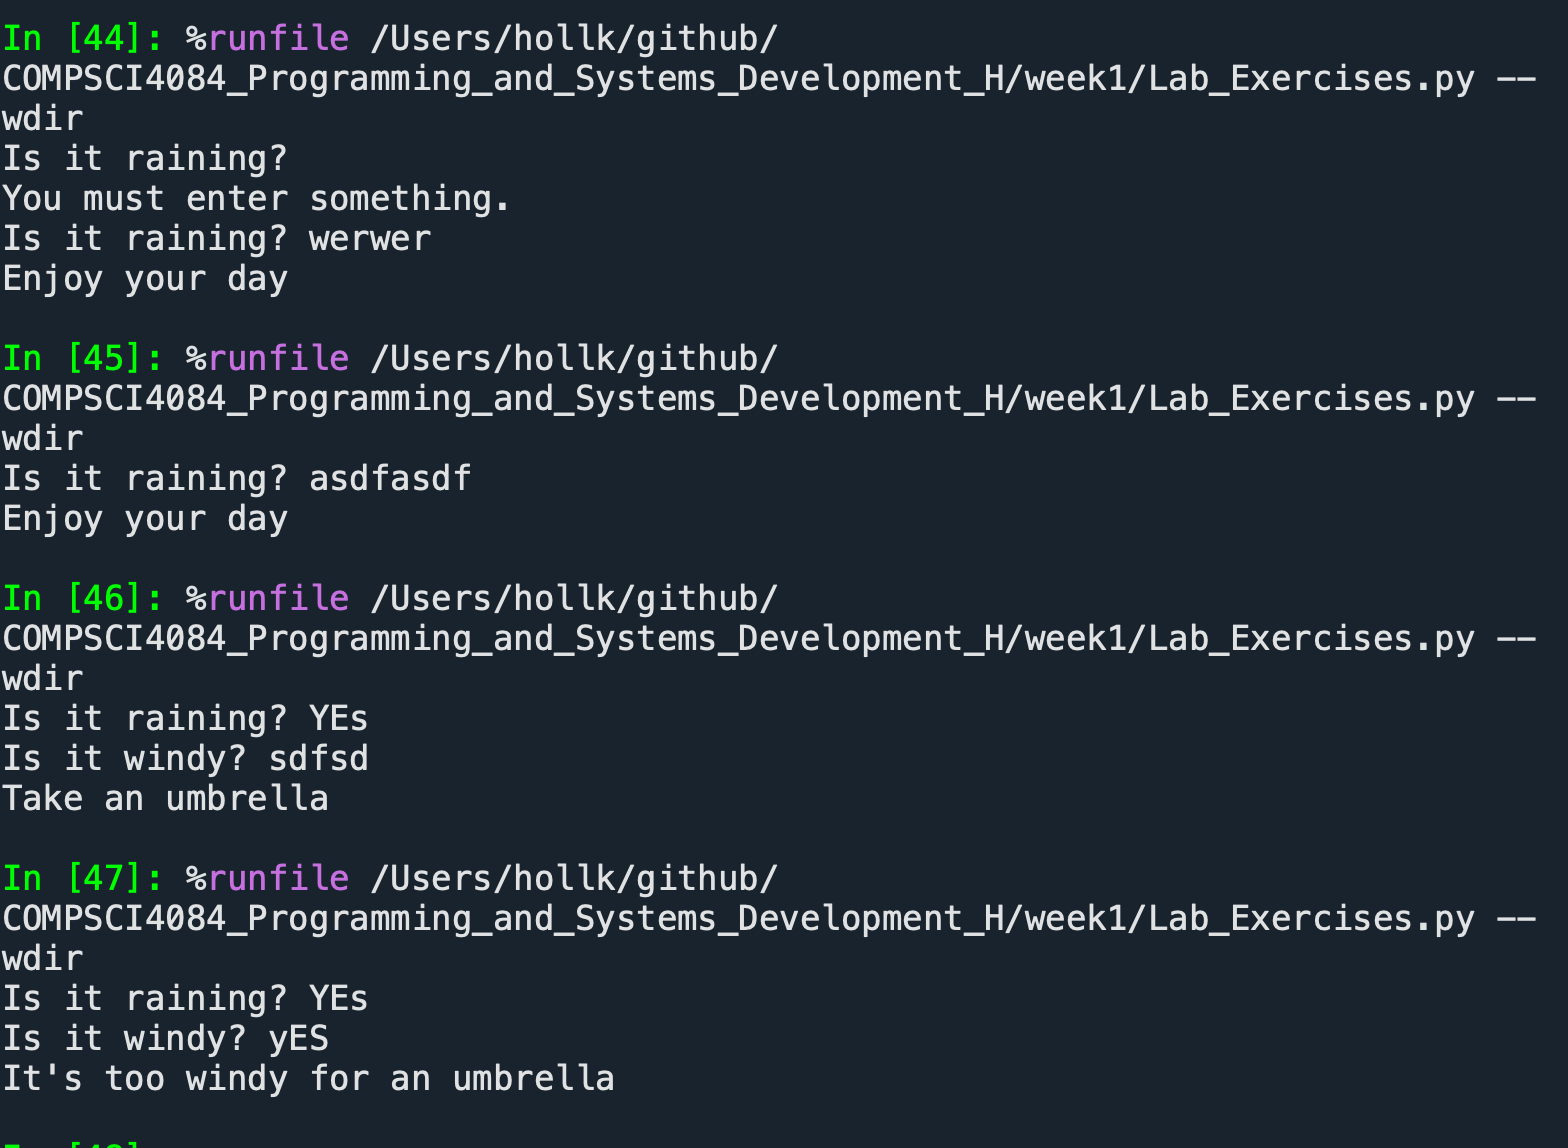 In [44]: %runfile /Users/hollk/github/
COMPSCI4084_Programming_and_Systems_Development_H/week1/Lab_Exercises.py --
wdir
Is it raining?
You must enter something.
Is it raining? werwer
Enjoy your day
In [45]: %runfile /Users/hollk/github/
COMPSCI4084_Programming_and_Systems_Development_H/week1/Lab_Exercises.py --
wdir
Is it raining? asdfasdf
Enjoy your day
In [46]: %runfile /Users/hollk/github/
COMPSCI4084_Programming_and_Systems_Development_H/week1/Lab_Exercises.py --
wdir
Is it raining? YEs
Is it windy? sdfsd
Take an umbrella
In [47]: %runfile /Users/hollk/github/
COMPSCI4084_Programming_and_Systems_Development_H/week1/Lab_Exercises.py --
wdir
Is it raining? YEs
Is it windy? yES
It's too windy for an umbrella